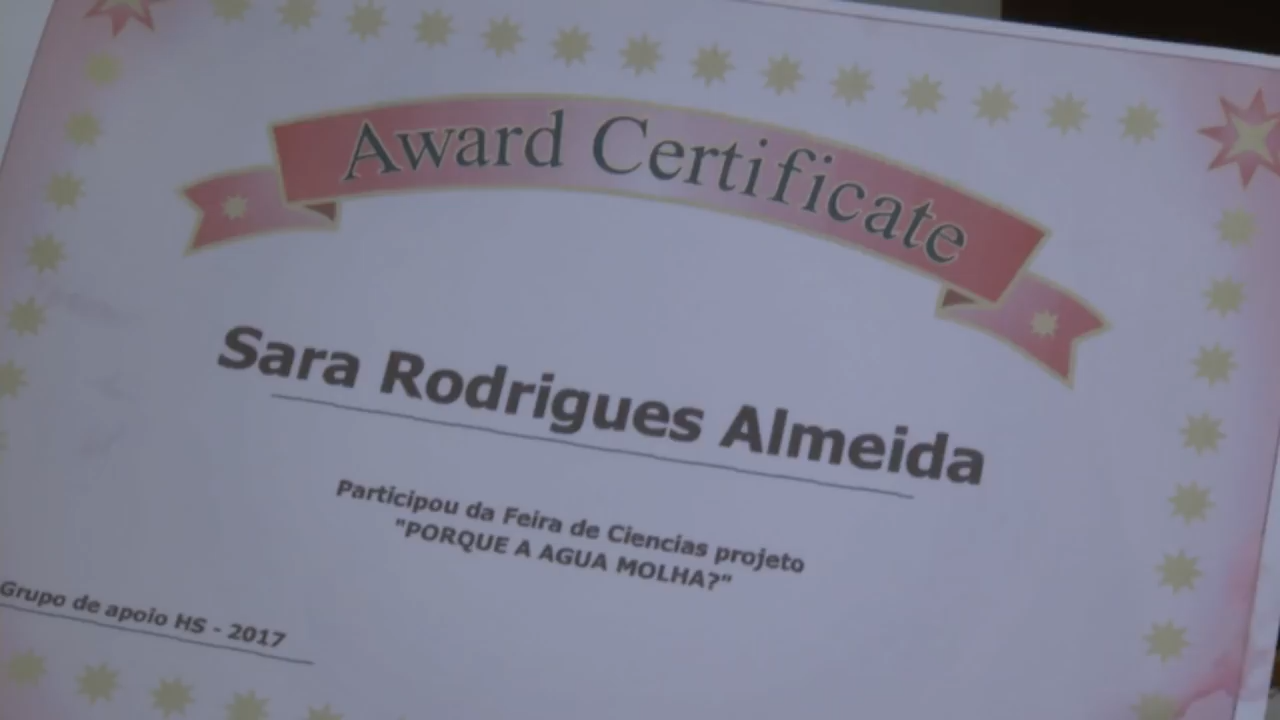 Award Certificate
Sara Rodrigues Almeida
Participou da Feira de Ciencias projeto
"PORQUE A AGUA MOLHA?"
Grupo de apoio HS - 2017